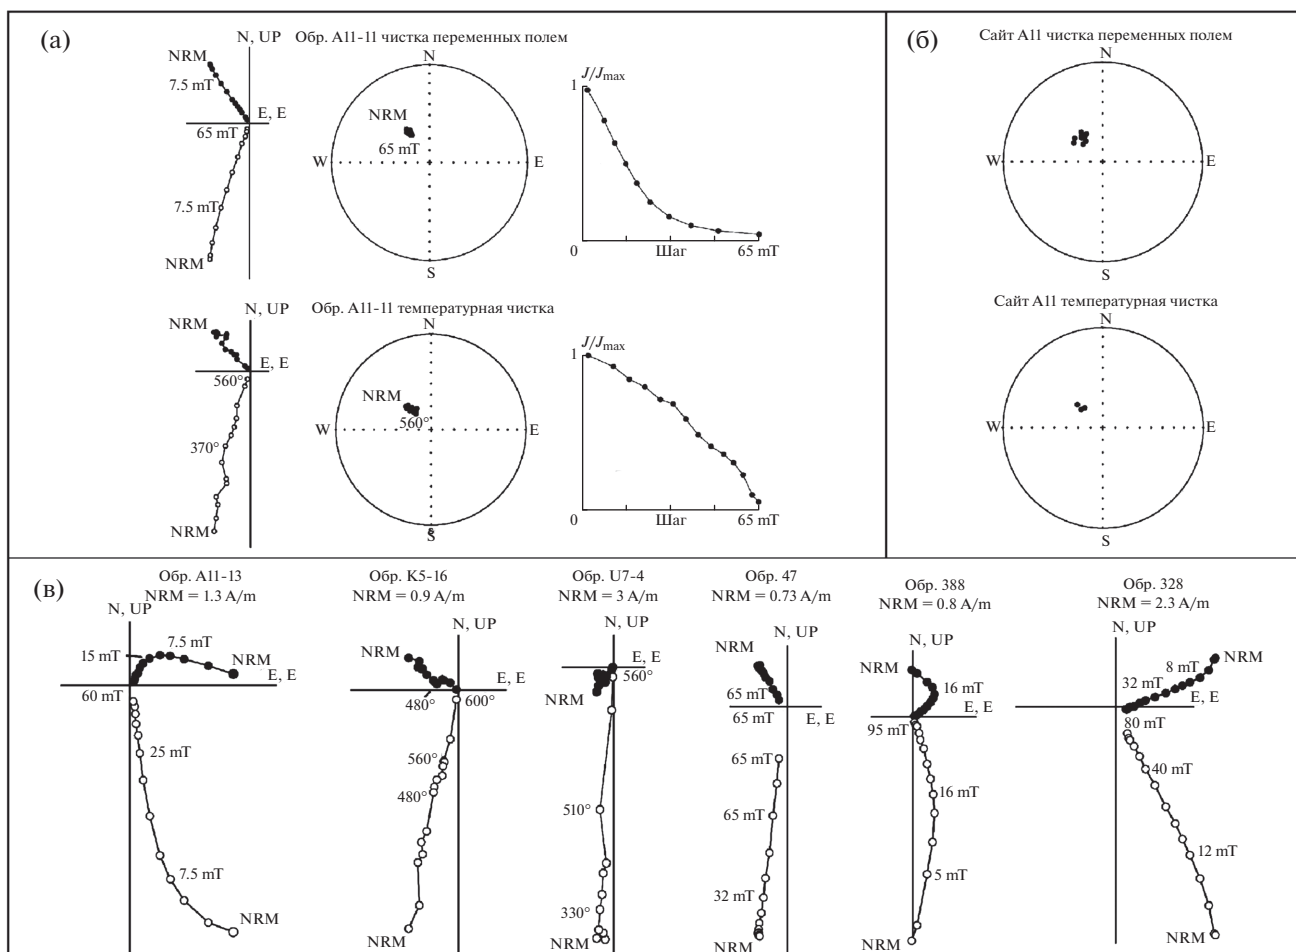 (а)
Обр. А11-11 чистка переменных полем
N, UP
NRM
7.5 mT
E, E
65 mT
7.5 mT
NRM
N
NRM
65 mT
W
E
S
J/Jmax
1
0
Шаг
65 mT
Обр. А11-11 температурная чистка
N, UP
NRM
E, E
560°
370°
NRM
N
NRM
560°
W
E
S
J/Jmax
1
0
Шаг
65 mT
(б)
Сайт А11 чистка переменных полем
N
W
E
S
Сайт А11 температурная чистка
N
W
E
S
(в)
Обр. А11-13
NRM = 1.3 A/m
N, UP
7.5 mT
15 mT
NRM
E, E
60 mT
25 mT
7.5 mT
NRM
Обр. K5-16
NRM = 0.9 A/m
N, UP
NRM
E, E
480°
600°
560°
480°
NRM
Обр. U7-4
NRM = 3 A/m
N, UP
E, E
560°
NRM
510°
330°
NRM
Обр. 47
NRM = 0.73 A/m
N, UP
NRM
65 mT
65 mT
E, E
65 mT
65 mT
32 mT
NRM
Обр. 388
NRM = 0.8 A/m
N, UP
NRM
16 mT
E, E
95 mT
16 mT
5 mT
NRM
Обр. 328
NRM = 2.3 A/m
N, UP
NRM
8 mT
32 mT
E, E
80 mT
40 mT
12 mT
NRM